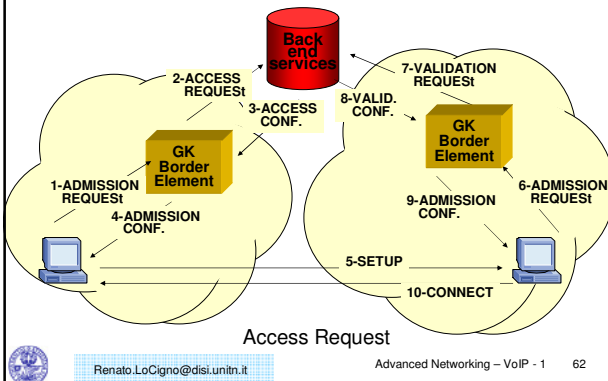 Back
end
services
2-ACCESS
REQUESt
7-VALIDATION
REQUESt
3-ACCESS
CONF.
8-VALID.
CONF.
GK
Border
Element
GK
Border
Element
1-ADMISSION
REQUESt
4-ADMISSION
CONF.
9-ADMISSION
CONF.
6-ADMISSION
REQUESt
5-SETUP
10-CONNECT
Access Request
Renato.LoCigno@disi.unitn.it
Advanced Networking – VoIP - 1 62